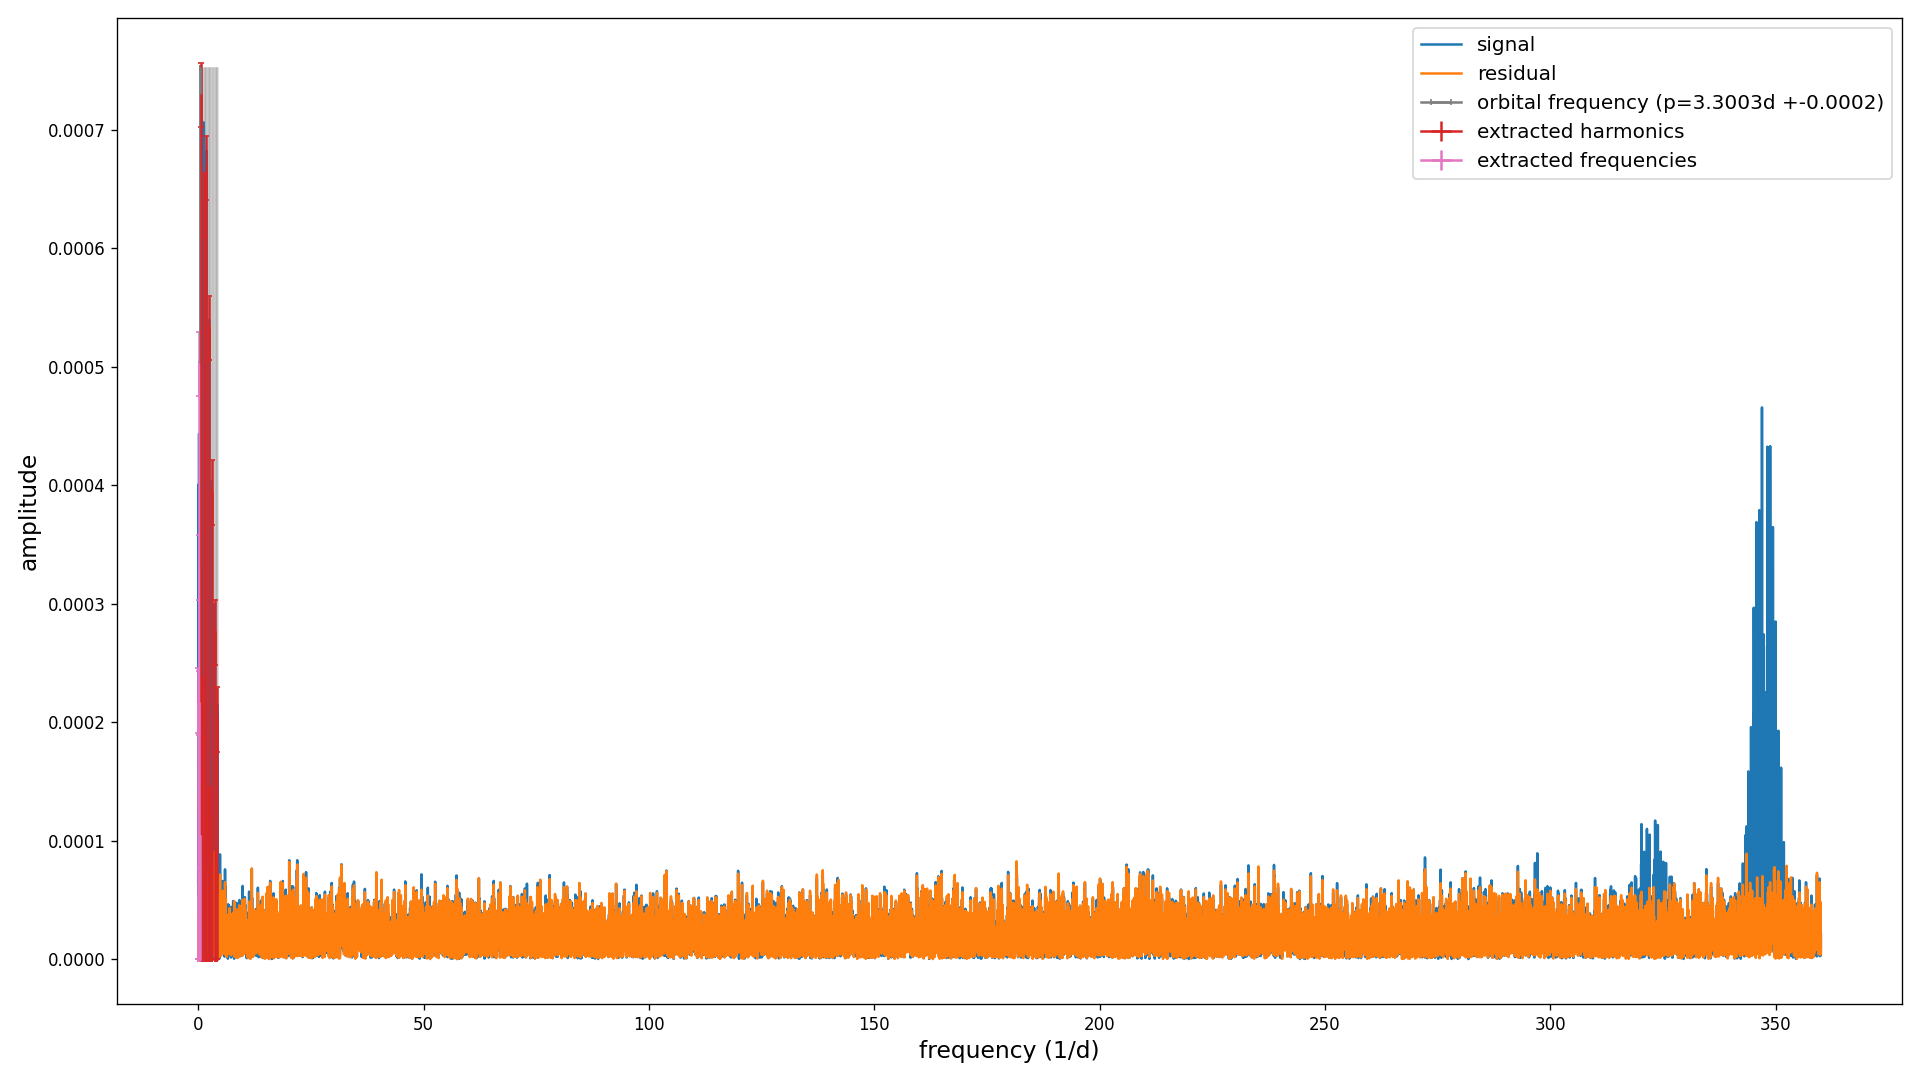 signal
residual
orbital frequency (p=3.3003d +-0.0002)
extracted harmonics
extracted frequencies
0.0007
0.0006
0.0005
0.0004
0.0003
0.0002
0.0001
0.0000
amplitude
0 50 100 150 200 250 300 350
frequency (1/d)